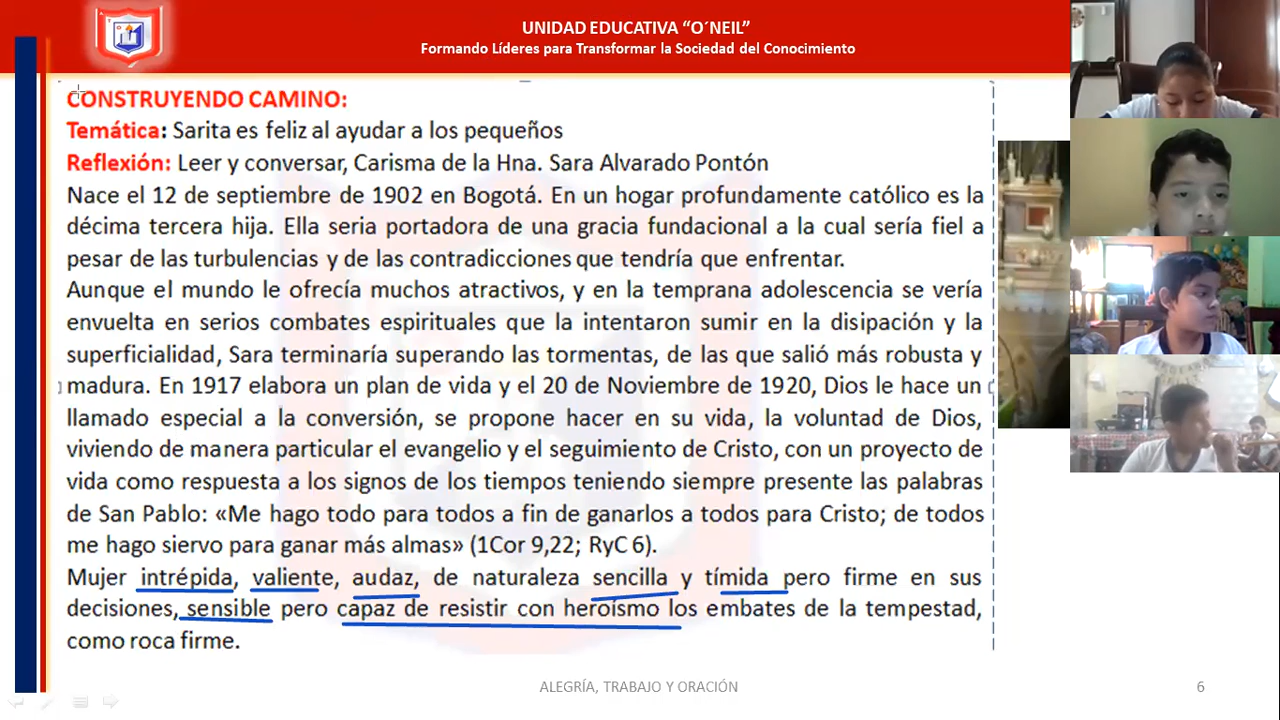 UNIDAD EDUCATIVA “O´NEIL”
Formando Líderes para Transformar la Sociedad del Conocimiento
CONSTRUYENDO CAMINO:
Temática: Sarita es feliz al ayudar a los pequeños
Reflexión: Leer y conversar, Carisma de la Hna. Sara Alvarado Pontón
Nace el 12 de septiembre de 1902 en Bogotá. En un hogar profundamente católico es la
décima tercera hija. Ella seria portadora de una gracia fundacional a la cual sería fiel a
pesar de las turbulencias y de las contradicciones que tendría que enfrentar.
Aunque el mundo le ofrecía muchos atractivos, y en la temprana adolescencia se vería
envuelta en serios combates espirituales que la intentaron sumir en la disipación y la
superficialidad, Sara terminaría superando las tormentas, de las que salió más robusta y
madura. En 1917 elabora un plan de vida y el 20 de Noviembre de 1920, Dios le hace un
llamado especial a la conversión, se propone hacer en su vida, la voluntad de Dios,
viviendo de manera particular el evangelio y el seguimiento de Cristo, con un proyecto de
vida como respuesta a los signos de los tiempos teniendo siempre presente las palabras
de San Pablo: «Me hago todo para todos a fin de ganarlos a todos para Cristo; de todos
me hago siervo para ganar más almas» (1Cor 9,22; RyC 6).
Mujer intrépida, valiente, audaz, de naturaleza sencilla y tímida pero firme en sus
decisiones, sensible pero capaz de resistir con heroísmo los embates de la tempestad,
como roca firme.
ALEGRÍA, TRABAJO Y ORACIÓN
6